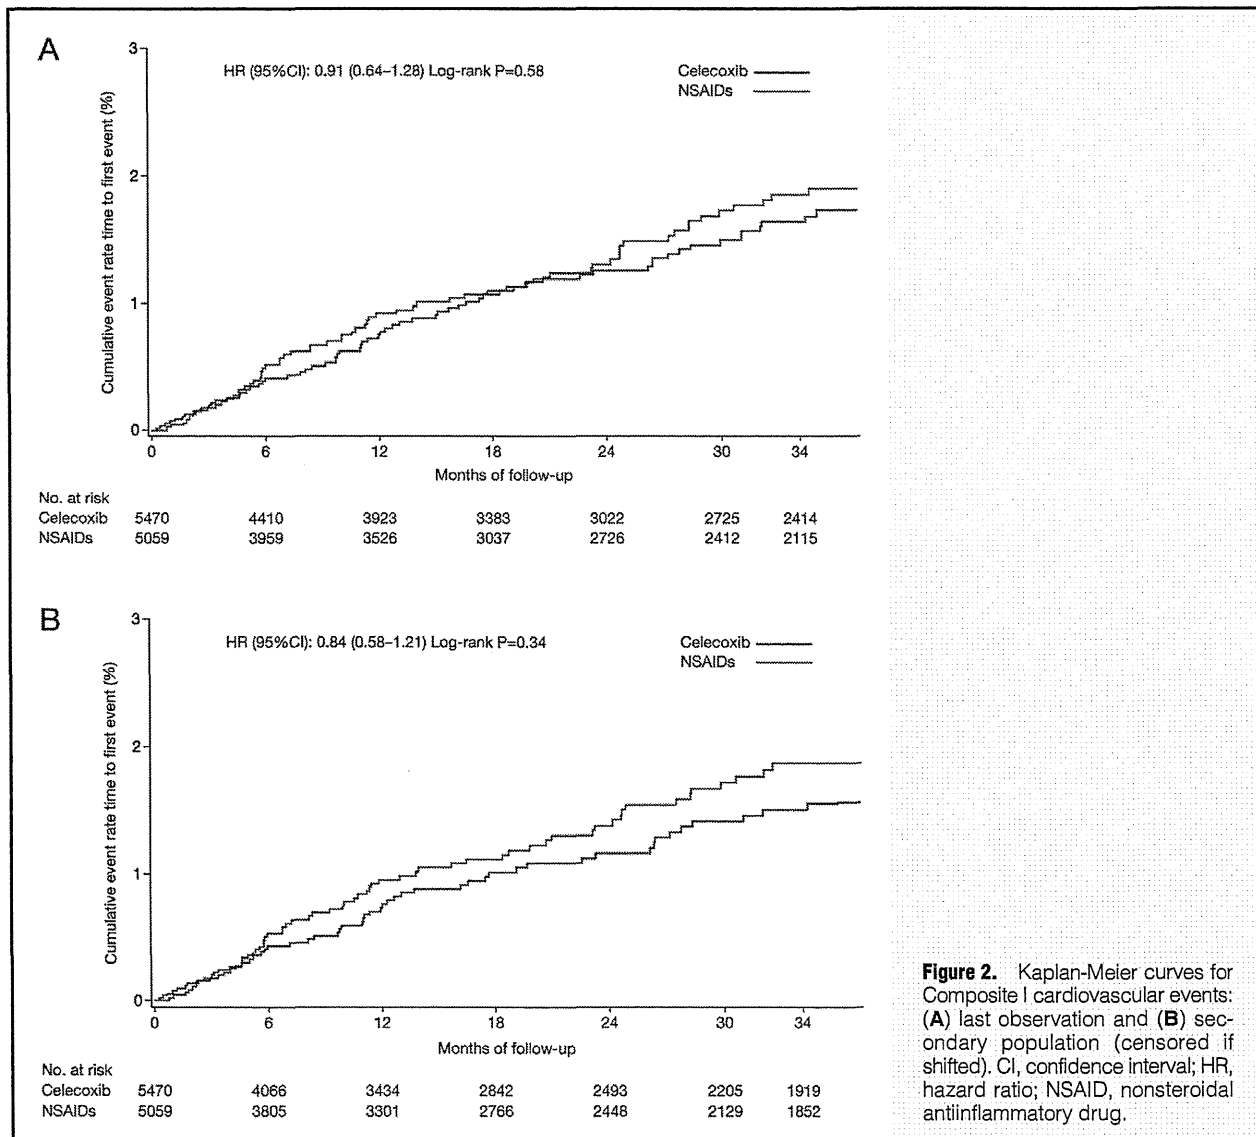 A
3
HR (95%CI): 0.91 (0.64–1.28) Log-rank P=0.58
Celecoxib
NSAIDs
2
1
0
Cumulative event rate time to first event (%)
0 6 12 18 24 30 34
Months of follow-up
No. at risk
Celecoxib 5470 4410 3923 3383 3022 2725 2414
NSAIDs 5059 3959 3526 3037 2726 2412 2115
B
3
HR (95%CI): 0.84 (0.58–1.21) Log-rank P=0.34
Celecoxib
NSAIDs
2
1
0
Cumulative event rate time to first event (%)
0 6 12 18 24 30 34
Months of follow-up
No. at risk
Celecoxib 5470 4066 3434 2842 2493 2205 1919
NSAIDs 5059 3805 3301 2766 2448 2129 1852
Figure 2. Kaplan-Meier curves for
Composite I cardiovascular events:
(A) last observation and (B) sec-
ondary population (censored if
shifted). CI, confidence interval; HR,
hazard ratio; NSAID, nonsteroidal
antiinflammatory drug.